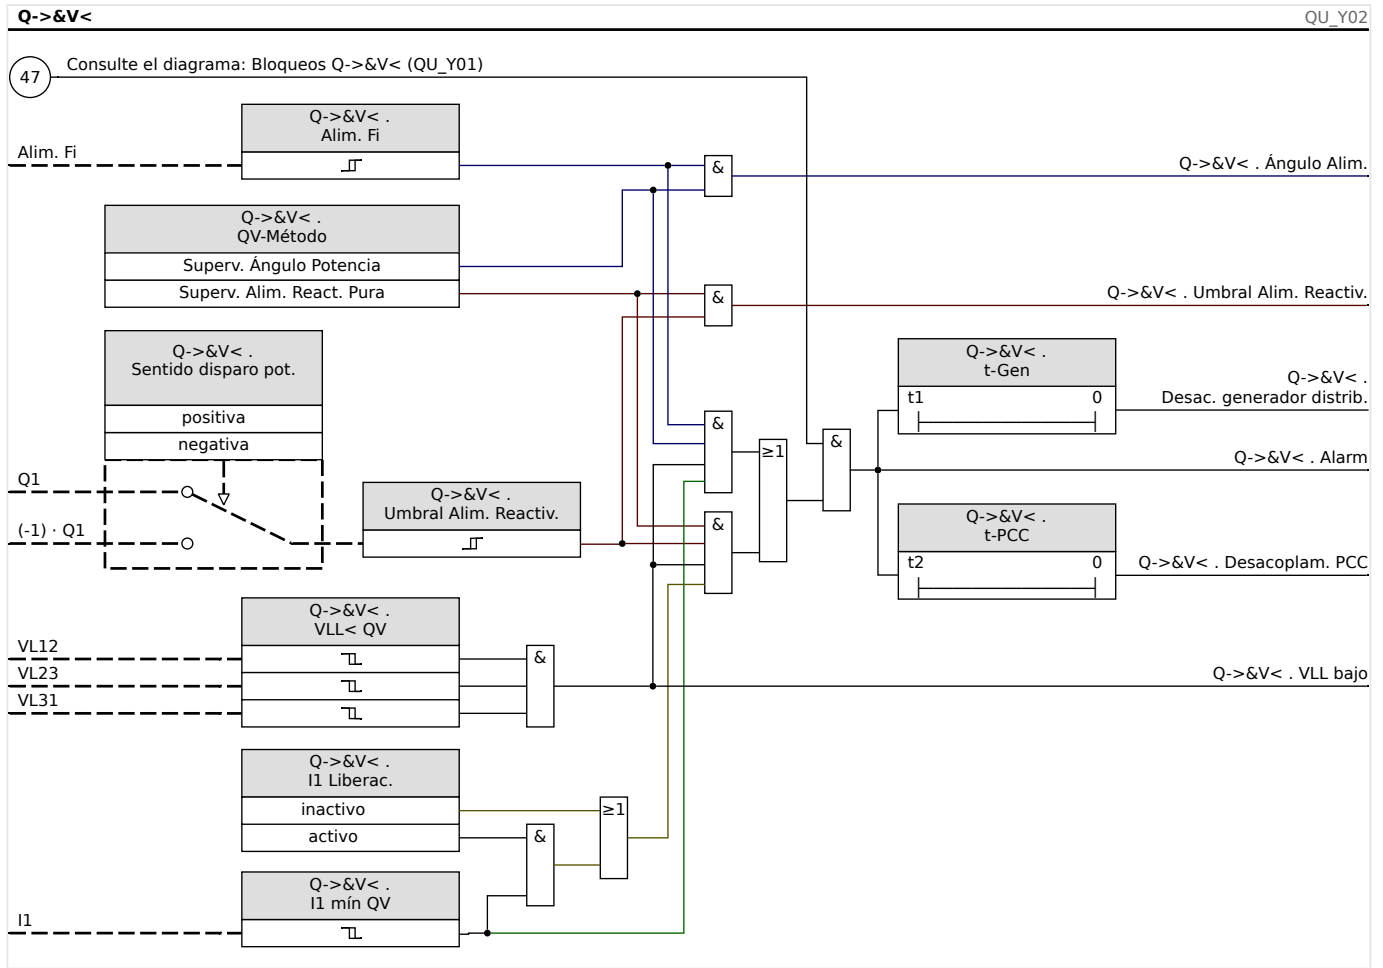 Q->&V<
QU_Y02
47
Consulte el diagrama: Bloqueos Q->&V< (QU_Y01)
Q->&V< .
Alim. Fi
Alim. Fi
&
Q->&V< . Ángulo Alim.
Q->&V< .
QV-Método
Superv. Ángulo Potencia
Superv. Alim. React. Pura
&
Q->&V< . Umbral Alim. Reactiv.
Q->&V< .
Sentido disparo pot.
positiva
negativa
Q1
(-1) · Q1
Q->&V< .
Umbral Alim. Reactiv.
&
&
≥1
&
Q->&V< .
t-Gen
t1 0
Q->&V< .
Desac. generador distrib.
Q->&V< . Alarm
Q->&V< .
t-PCC
t2 0
Q->&V< . Desacoplam. PCC
Q->&V< .
VLL< QV
VL12
VL23
VL31
&
Q->&V< . VLL bajo
Q->&V< .
I1 Liberac.
inactivo
activo
&
≥1
Q->&V< .
I1 mín QV
I1